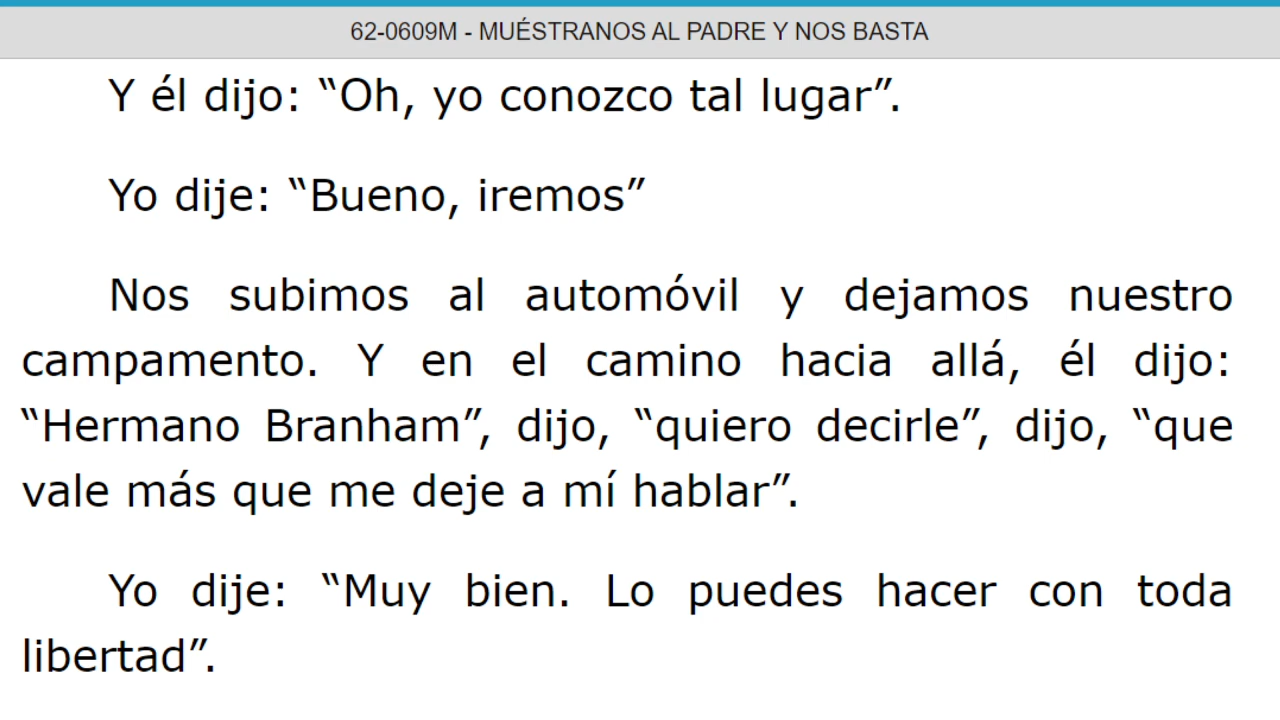 62-0609M - MUÉSTRANOS AL PADRE Y NOS BASTA
Y él dijo: “Oh, yo conozco tal lugar”.
Yo dije: “Bueno, iremos”
Nos subimos al automóvil y dejamos nuestro
campamento. Y en el camino hacia allá, él dijo:
“Hermano Branham”, dijo, “quiero decirle”, dijo, “que
vale más que me deje a mí hablar”.
Yo dije: “Muy bien. Lo puedes hacer con toda
libertad”.